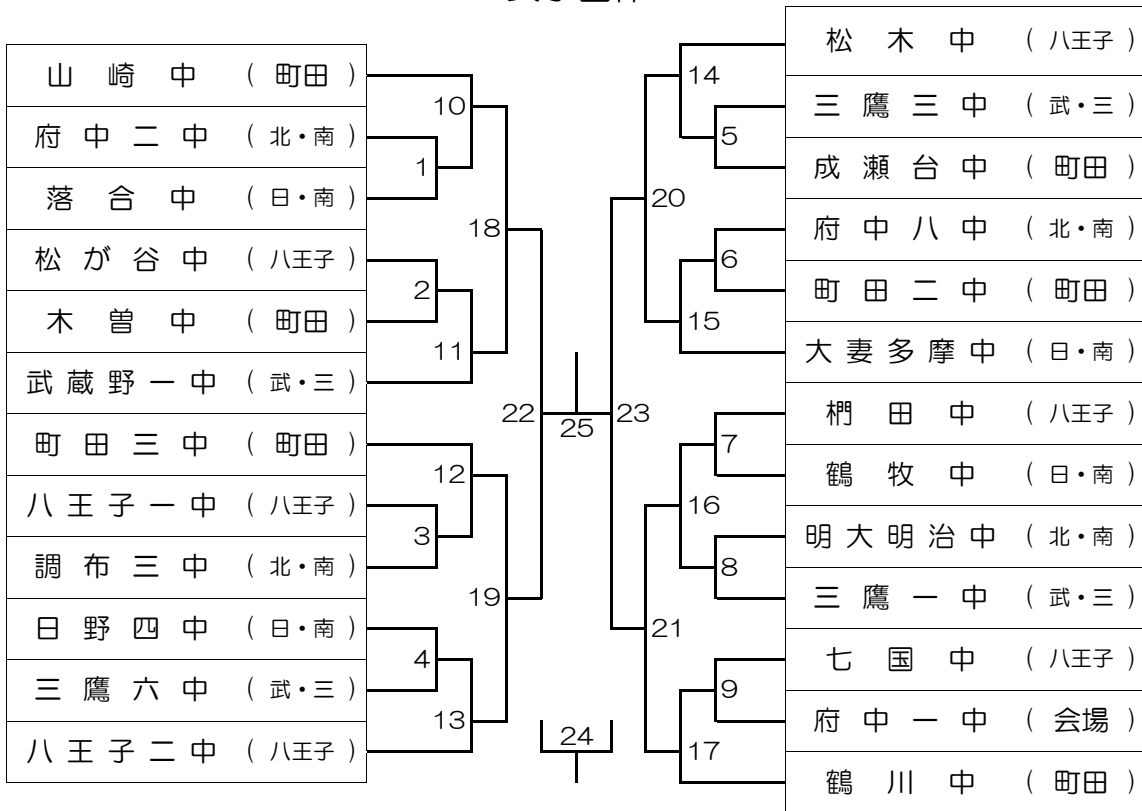 山崎中 (町田)
府中二中 (北・南)
落合中 (日・南)
松が谷中 (八王子)
木曽中 (町田)
武蔵野一中 (武・三)
町田三中 (町田)
八王子一中 (八王子)
調布三中 (北・南)
日野四中 (日・南)
三鷹六中 (武・三)
八王子二中 (八王子)
10
1
18
2
11
22
12
3
19
4
13
25
24
23
14
5
20
6
15
7
16
8
21
9
17
松木中 (八王子)
三鷹三中 (武・三)
成瀬台中 (町田)
府中八中 (北・南)
町田二中 (町田)
大妻多摩中 (日・南)
椚田中 (八王子)
鶴牧中 (日・南)
明大明治中 (北・南)
三鷹一中 (武・三)
七国中 (八王子)
府中一中 (会場)
鶴川中 (町田)